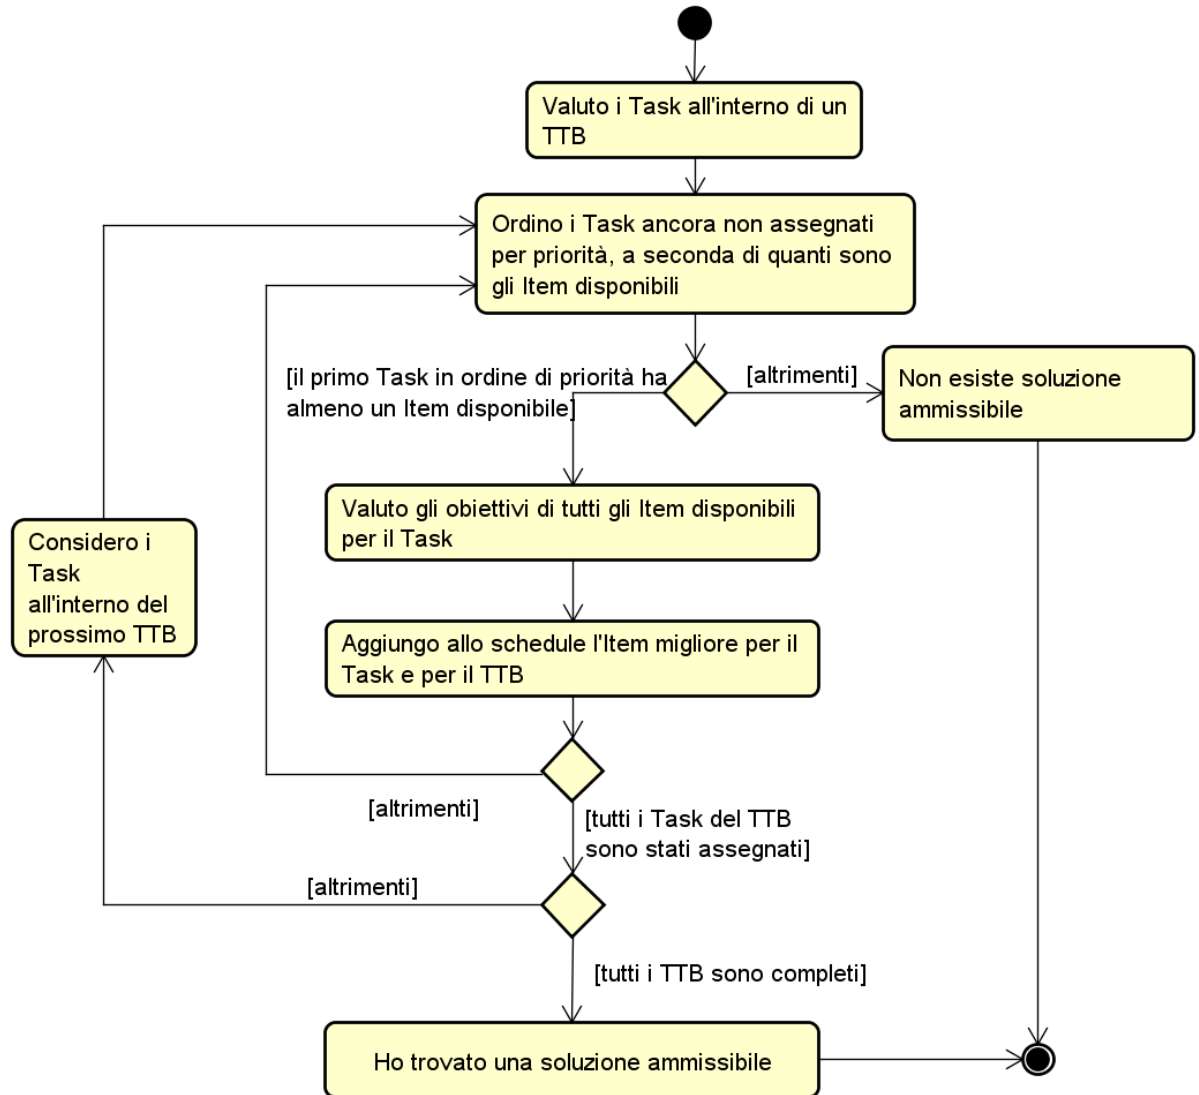 Valuto i Task all'interno di un
TTB
Ordino i Task ancora non assegnati
per priorità, a seconda di quanti sono
gli Item disponibili
[il primo Task in ordine di priorità ha
almeno un Item disponibile]
[altrimenti]
Non esiste soluzione
ammissibile
Valuto gli obiettivi di tutti gli Item disponibili
per il Task
Considero i
Task
all'interno del
prossimo TTB
Aggiungo allo schedule l'Item migliore per il
Task e per il TTB
[altrimenti]
[tutti i Task del TTB
sono stati assegnati]
[altrimenti]
[tutti i TTB sono completi]
Ho trovato una soluzione ammissibile